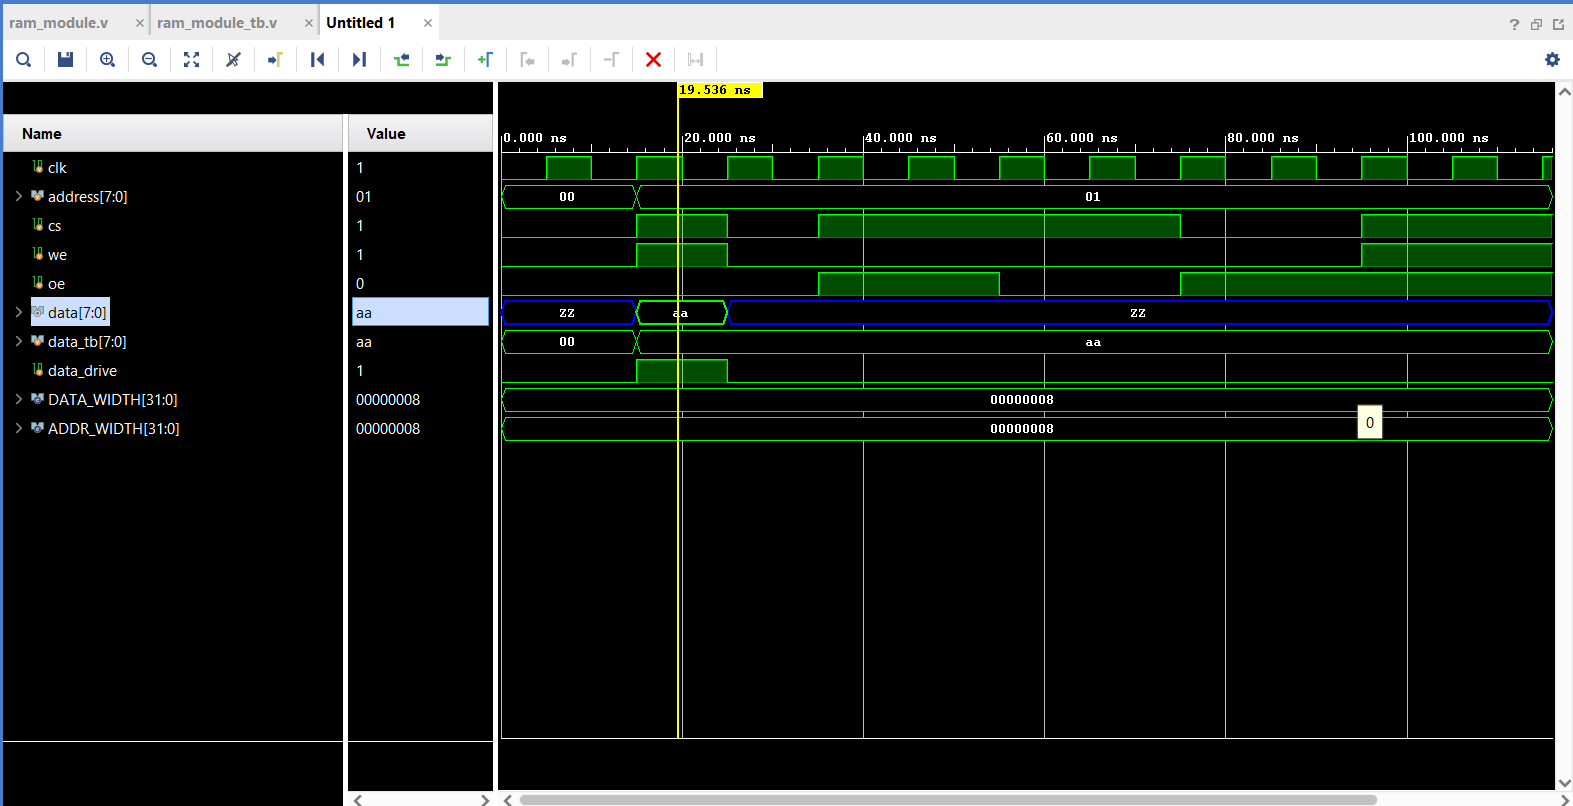 ram_module.v × ram_module_tb.v × Untitled 1 ×
?
19.536 ns
Name Value
0.000 ns 20.000 ns 40.000 ns 60.000 ns 80.000 ns 100.000 ns
clk 1
address[7:0] 01 00 01
cs 1
we 1
oe 0
data[7:0] aa ZZ aa ZZ
data_tb[7:0] aa 00 aa
data_drive 1
DATA_WIDTH[31:0] 00000008 00000008
ADDR_WIDTH[31:0] 00000008 00000008
0